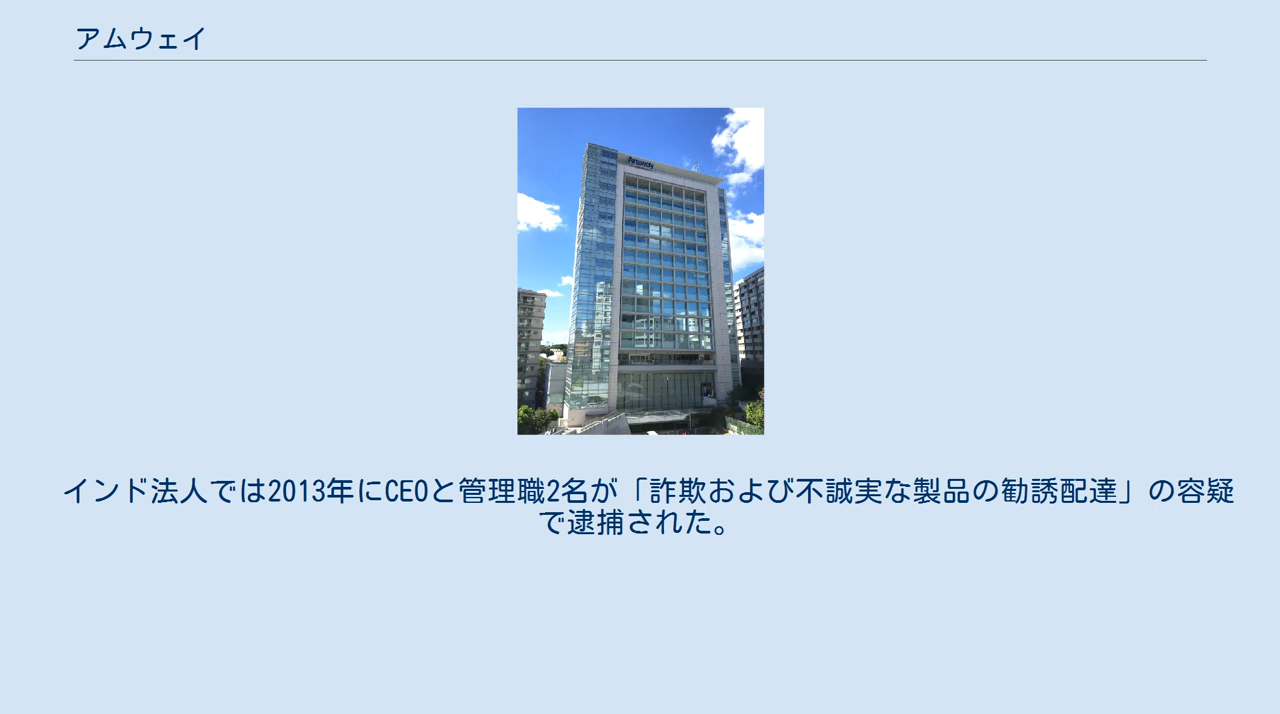 アムウェイ
Amway
インド法人では2013年にCEOと管理職2名が「詐欺および不誠実な製品の勧誘配達」の容疑
で逮捕された。